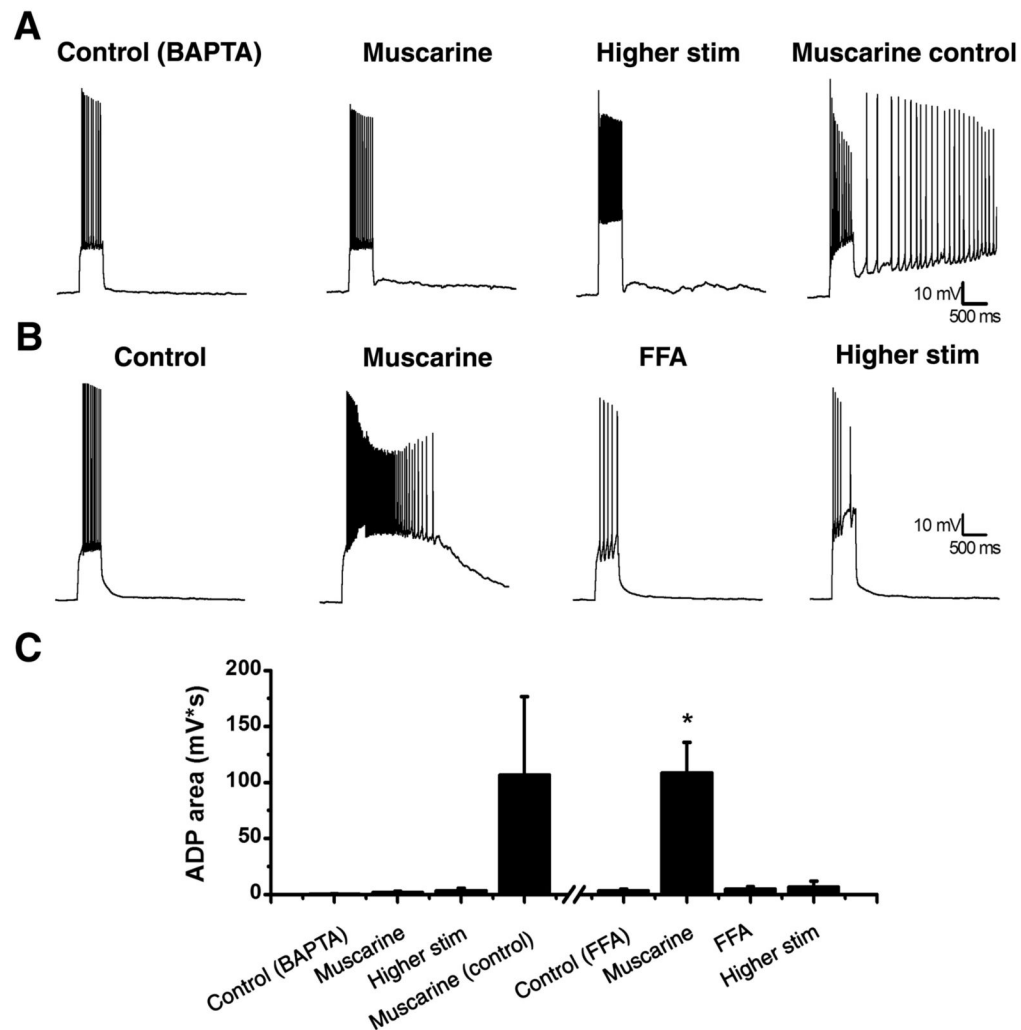 A
Control (BAPTA)
Muscarine
Higher stim
Muscarine control
10 mV
500 ms
B
Control
Muscarine
FFA
Higher stim
10 mV
500 ms
C
ADP area (mV*s)
200
150
100
50
0
*
Control (BAPTA)
Muscarine
Higher stim
Muscarine (control)
Control (FFA)
Muscarine
FFA
Higher stim